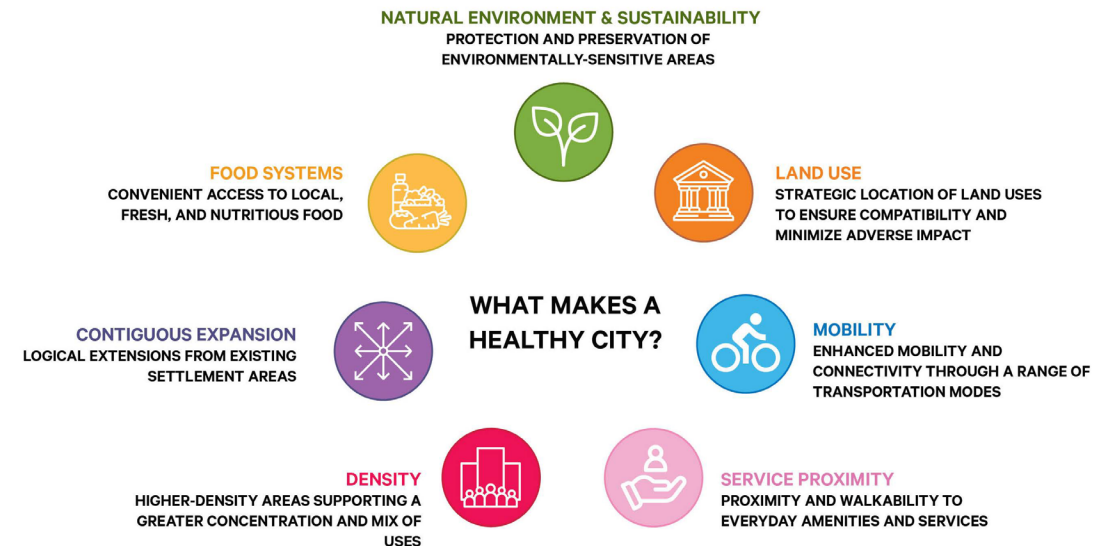 NATURAL ENVIRONMENT & SUSTAINABILITY
PROTECTION AND PRESERVATION OF
ENVIRONMENTALLY-SENSITIVE AREAS
FOOD SYSTEMS
CONVENIENT ACCESS TO LOCAL,
FRESH, AND NUTRITIOUS FOOD
LAND USE
STRATEGIC LOCATION OF LAND USES
TO ENSURE COMPATIBILITY AND
MINIMIZE ADVERSE IMPACT
WHAT MAKES A
HEALTHY CITY?
CONTIGUOUS EXPANSION
LOGICAL EXTENSIONS FROM EXISTING
SETTLEMENT AREAS
MOBILITY
ENHANCED MOBILITY AND
CONNECTIVITY THROUGH A RANGE OF
TRANSPORTATION MODES
DENSITY
HIGHER-DENSITY AREAS SUPPORTING A
GREATER CONCENTRATION AND MIX OF
USES
SERVICE PROXIMITY
PROXIMITY AND WALKABILITY TO
EVERYDAY AMENITIES AND SERVICES